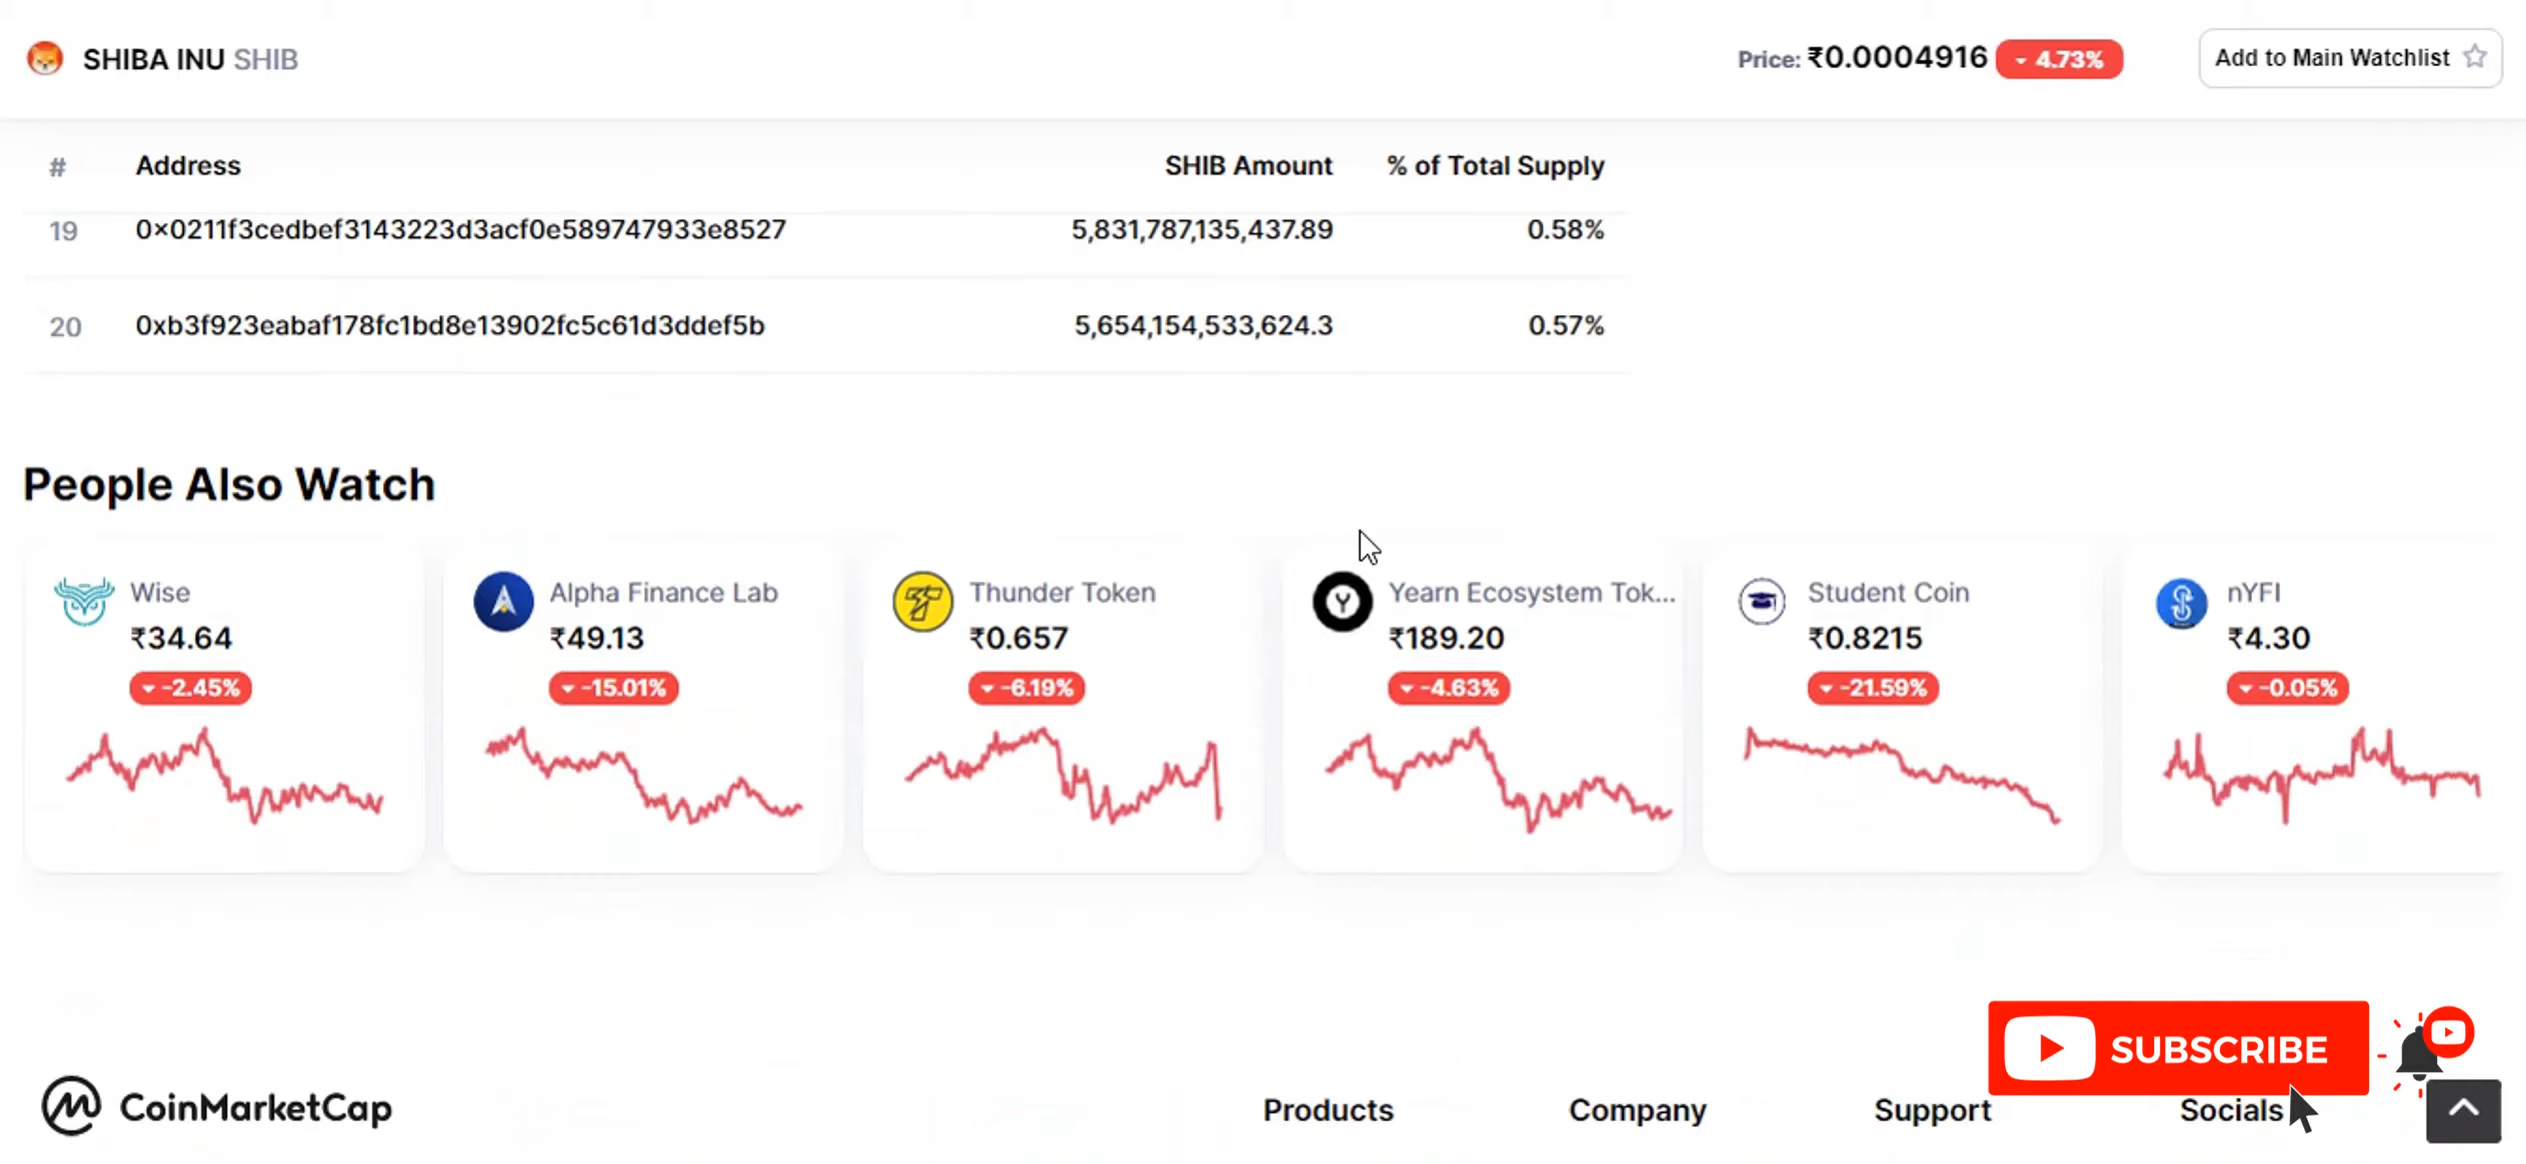 SHIBA INU SHIB
Price: ₹0.0004916 4.73%
Add to Main Watchlist
# Address SHIB Amount % of Total Supply
19 0x0211f3cedbef3143223d3acf0e589747933e8527 5,831,787,135,437.89 0.58%
20 0xb3f923eabaf178fc1bd8e13902fc5c61d3ddef5b 5,654,154,533,624.3 0.57%
People Also Watch
Wise
₹34.64
-2.45%
Alpha Finance Lab
₹49.13
-15.01%
Thunder Token
₹0.657
-6.19%
Yearn Ecosystem Tok...
₹189.20
-4.63%
Student Coin
₹0.8215
-21.59%
nYFI
₹4.30
-0.05%
SUBSCRIBE
CoinMarketCap
Products Company Support Socials